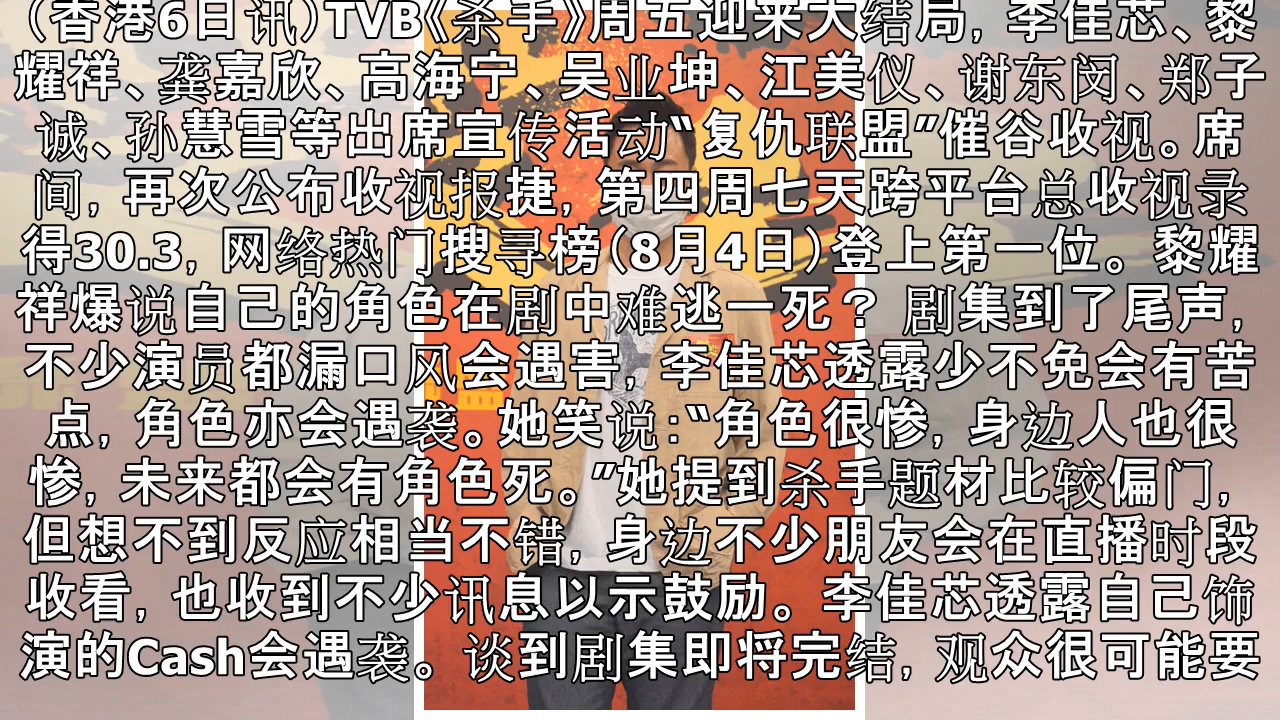 （香港6日讯）TVB《杀手》周五迎来大结局，李佳芯、黎
耀祥、龚嘉欣、高海宁、吴业坤、江美仪、谢东闵、郑子
诚、孙慧雪等出席宣传活动“复仇联盟”催谷收视。席
间，再次公布收视报捷，第四周七天跨平台总收视录
得30.3，网络热门搜寻榜（8月4日）登上第一位。黎耀
祥爆说自己的角色在剧中难逃一死？ 剧集到了尾声，
不少演员都漏口风会遇害，李佳芯透露少不免会有苦
点，角色亦会遇袭。她笑说：“角色很惨，身边人也很
惨，未来都会有角色死。”她提到杀手题材比较偏门，
但想不到反应相当不错，身边不少朋友会在直播时段
收看，也收到不少讯息以示鼓励。李佳芯透露自己饰
演的Cash会遇袭。谈到剧集即将完结，观众很可能要